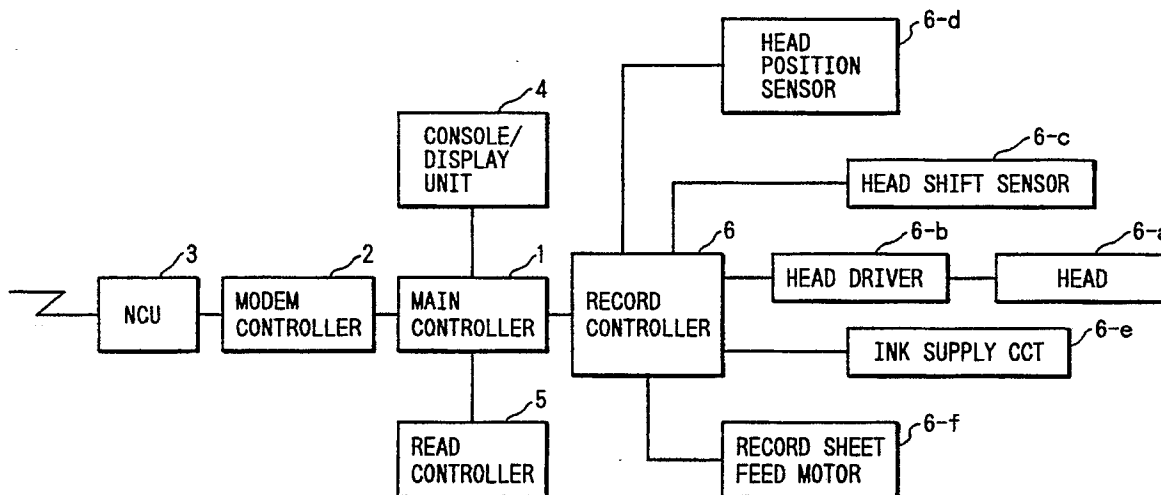 6-d
HEAD
POSITION
SENSOR
4
CONSOLE/
DISPLAY
UNIT
6-c
HEAD SHIFT SENSOR
3
NCU
2
MODEM
CONTROLLER
1
MAIN
CONTROLLER
6
RECORD
CONTROLLER
6-b
HEAD DRIVER
6-a
HEAD
6-e
INK SUPPLY CCT
5
READ
CONTROLLER
6-f
RECORD SHEET
FEED MOTOR